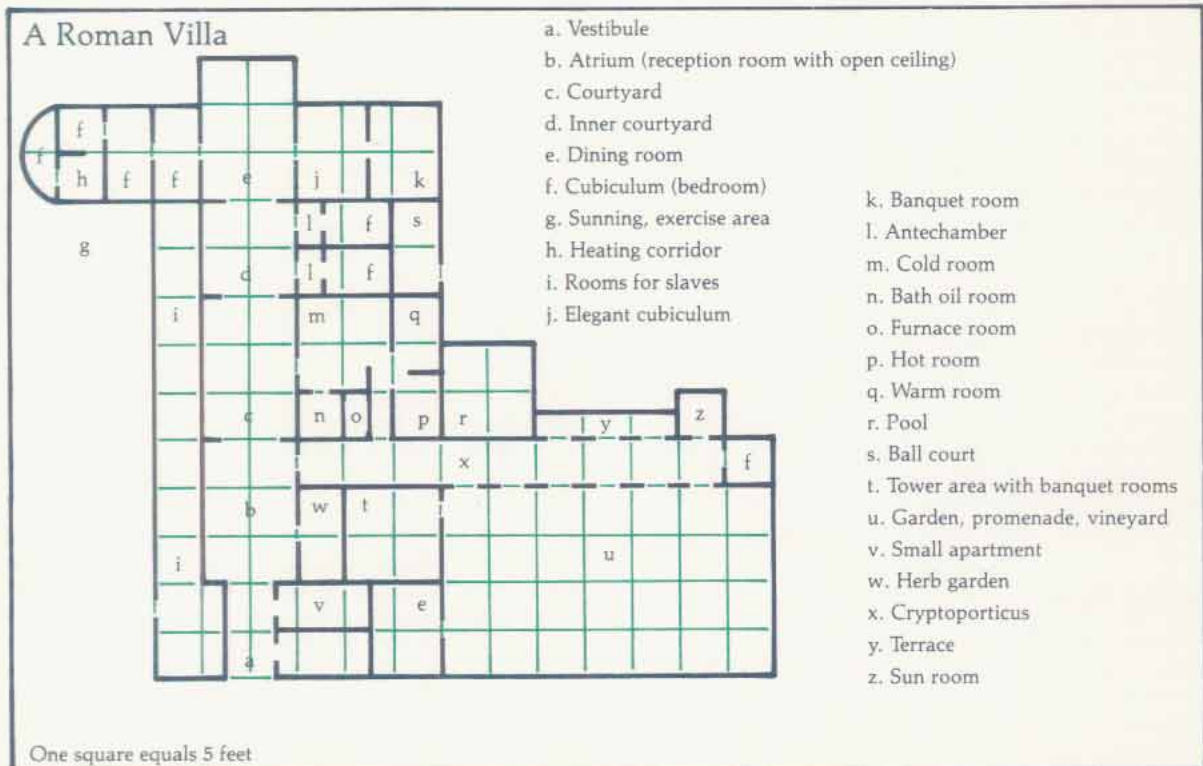 A Roman Villa
a. Vestibule
b. Atrium (reception room with open ceiling)
c. Courtyard
d. Inner courtyard
e. Dining room
f. Cubiculum (bedroom)
g. Sunning, exercise area
h. Heating corridor
i. Rooms for slaves
j. Elegant cubiculum
k. Banquet room
l. Antechamber
m. Cold room
n. Bath oil room
o. Furnace room
p. Hot room
q. Warm room
r. Pool
s. Ball court
t. Tower area with banquet rooms
u. Garden, promenade, vineyard
v. Small apartment
w. Herb garden
x. Cryptoporticus
y. Terrace
z. Sun room
f
f
h f f e j k
l f s
g
d l f
i m q
c n o p r y z
x f
b w t
i u
v e
a
One square equals 5 feet